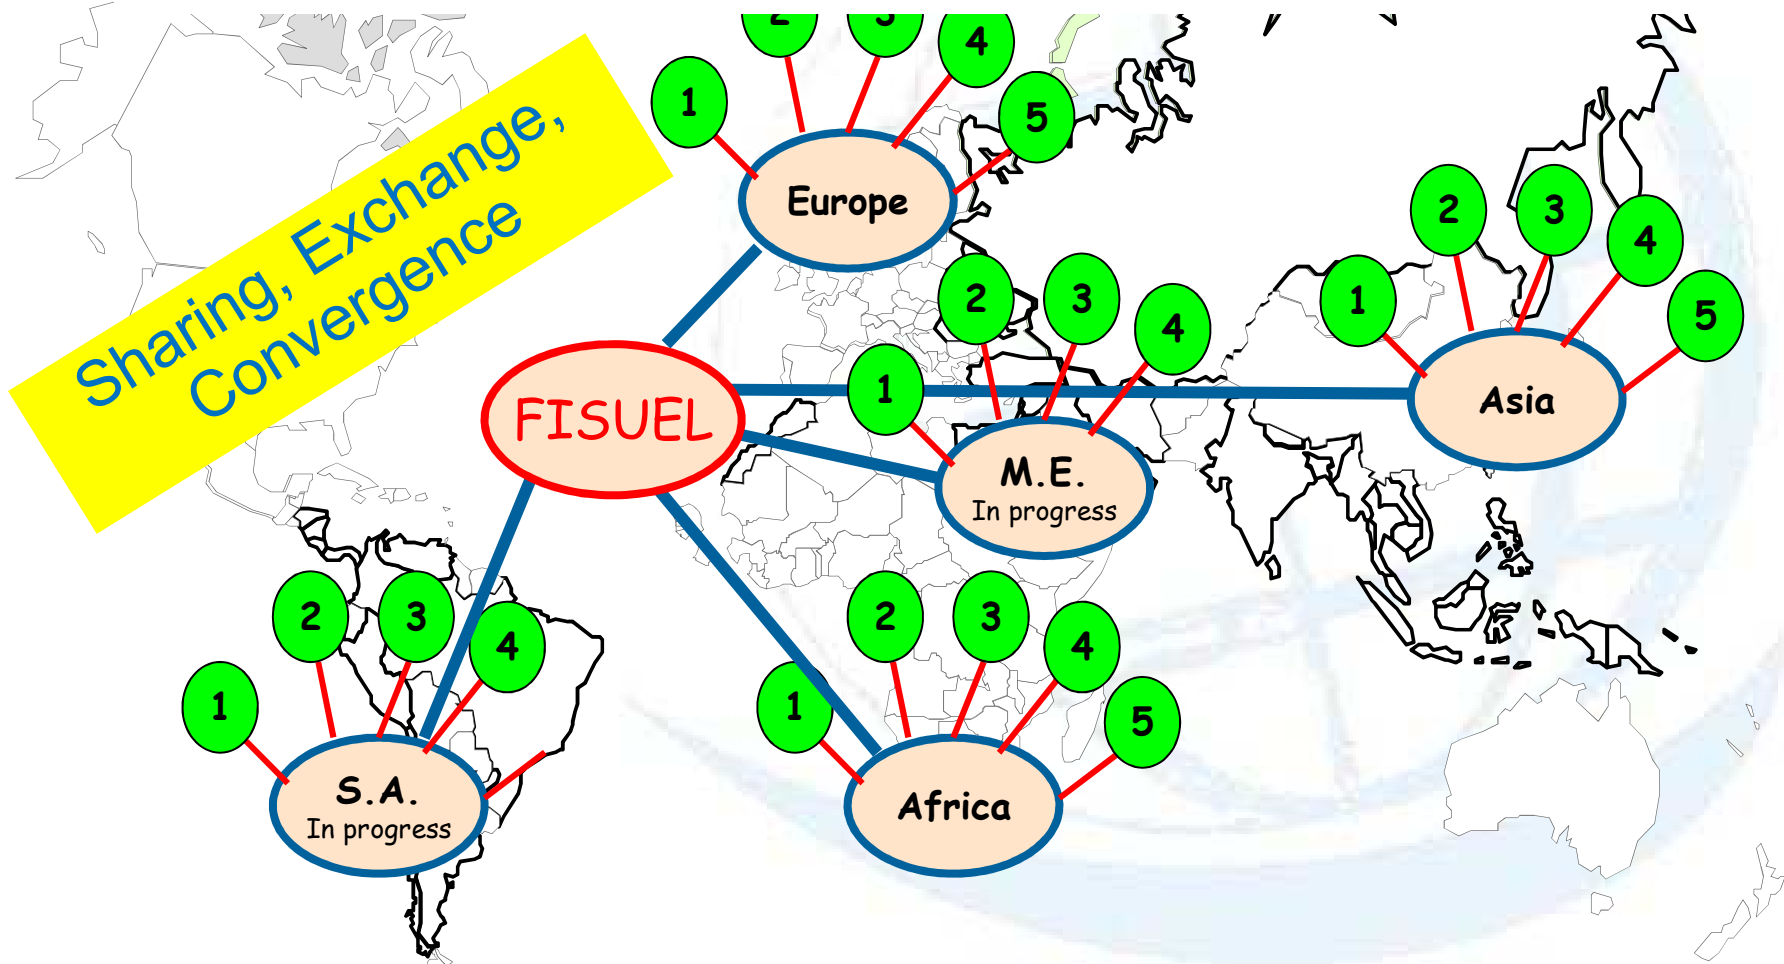 Sharing, Exchange,
Convergence
2
3
4
1
5
Europe
2
3
4
1
5
Asia
2
3
4
1
FISUEL
M.E.
In progress
2
3
4
1
S.A.
In progress
2
3
4
1
5
Africa